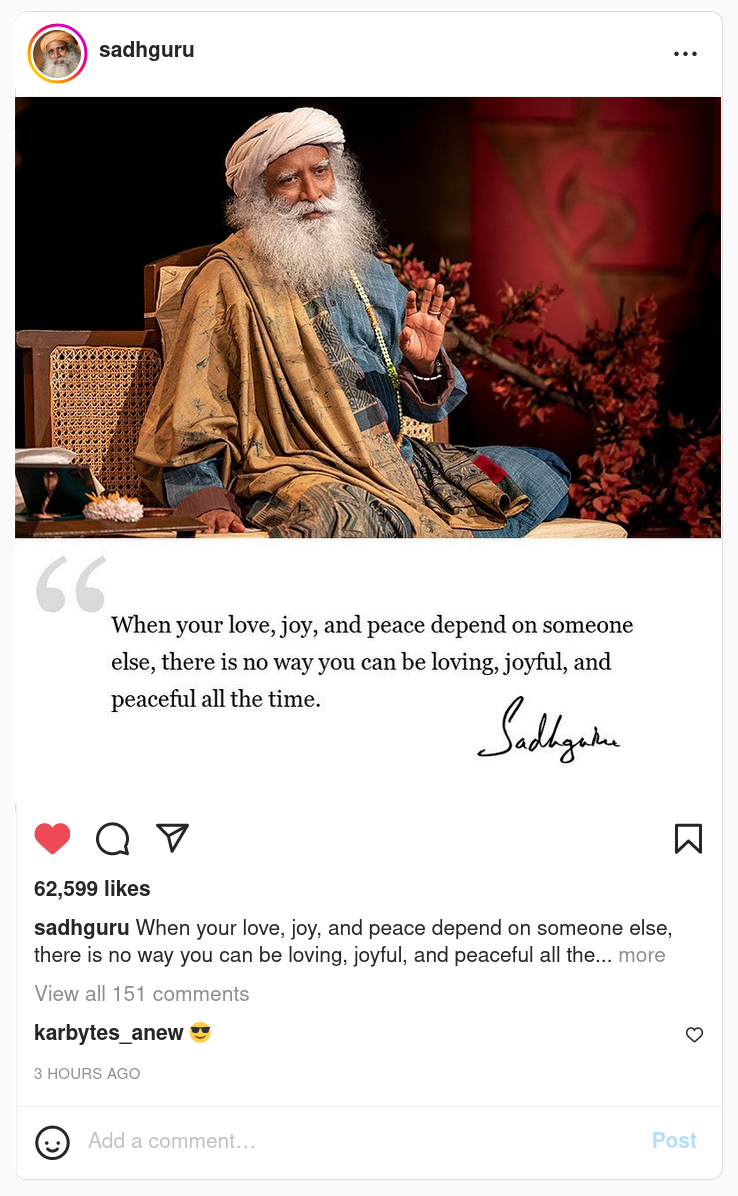 sadhguru
When your love, joy, and peace depend on someone
else, there is no way you can be loving, joyful, and
peaceful all the time.
Sadhguru
62,599 likes
sadhguru When your love, joy, and peace depend on someone else,
there is no way you can be loving, joyful, and peaceful all the... more
View all 151 comments
karbytes_anew 😎
3 HOURS AGO
Add a comment...
Post